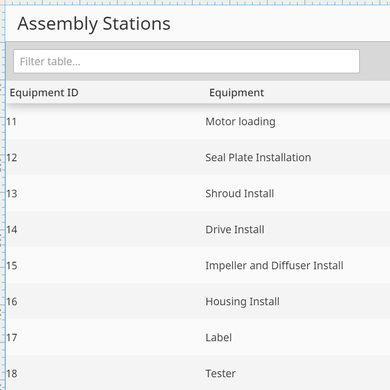 Assembly Stations
Filter table...
Equipment ID Equipment
11 Motor loading
12 Seal Plate Installation
13 Shroud Install
14 Drive Install
15 Impeller and Diffuser Install
16 Housing Install
17 Label
18 Tester